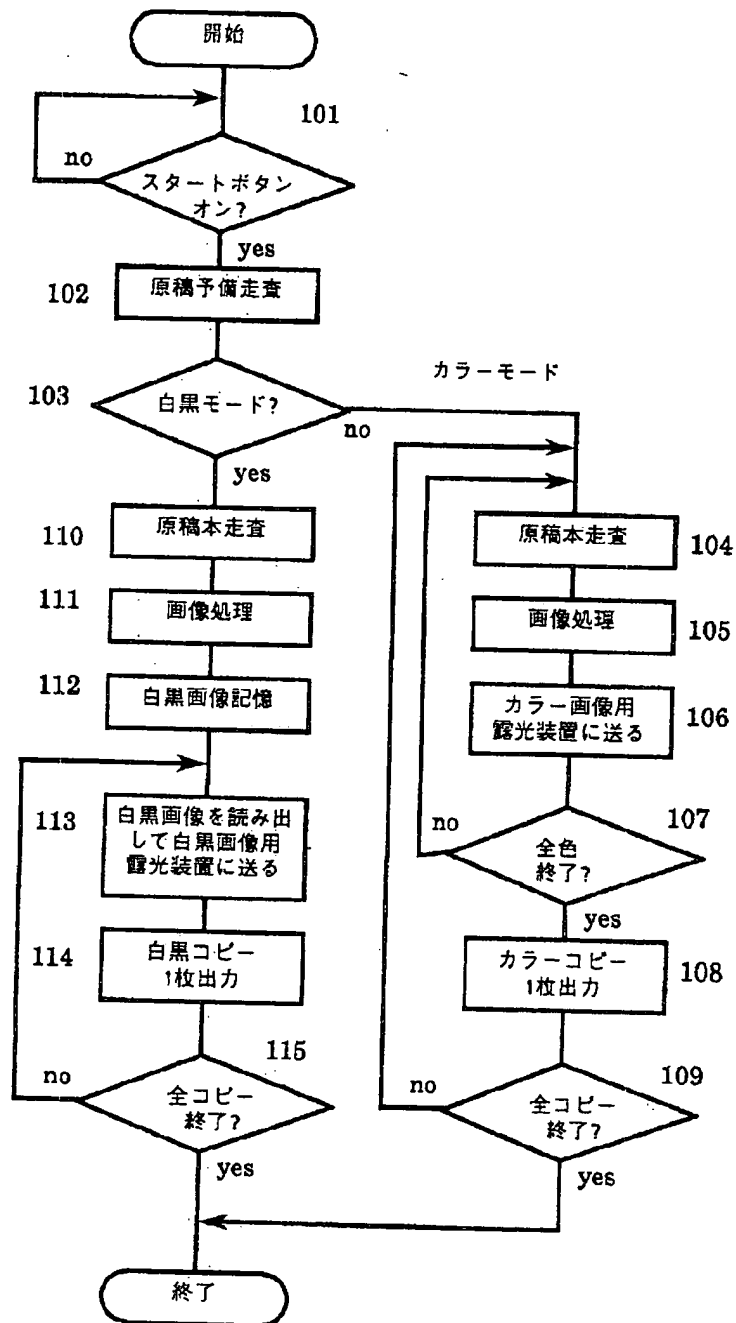 開始
101
no
スタートボタン
オン?
yes
102
原稿予備走査
カラーモード
103
白黒モード?
no
yes
110
原稿本走査
原稿本走査
104
111
画像処理
画像処理
105
112
白黒画像記憶
カラー画像用
露光装置に送る
106
113
白黒画像を読み出
して白黒画像用
露光装置に送る
no
107
全色
終了?
yes
114
白黒コピー
1枚出力
カラーコピー
1枚出力
108
115
no
全コピー
終了?
yes
109
no
全コピー
終了?
yes
終了